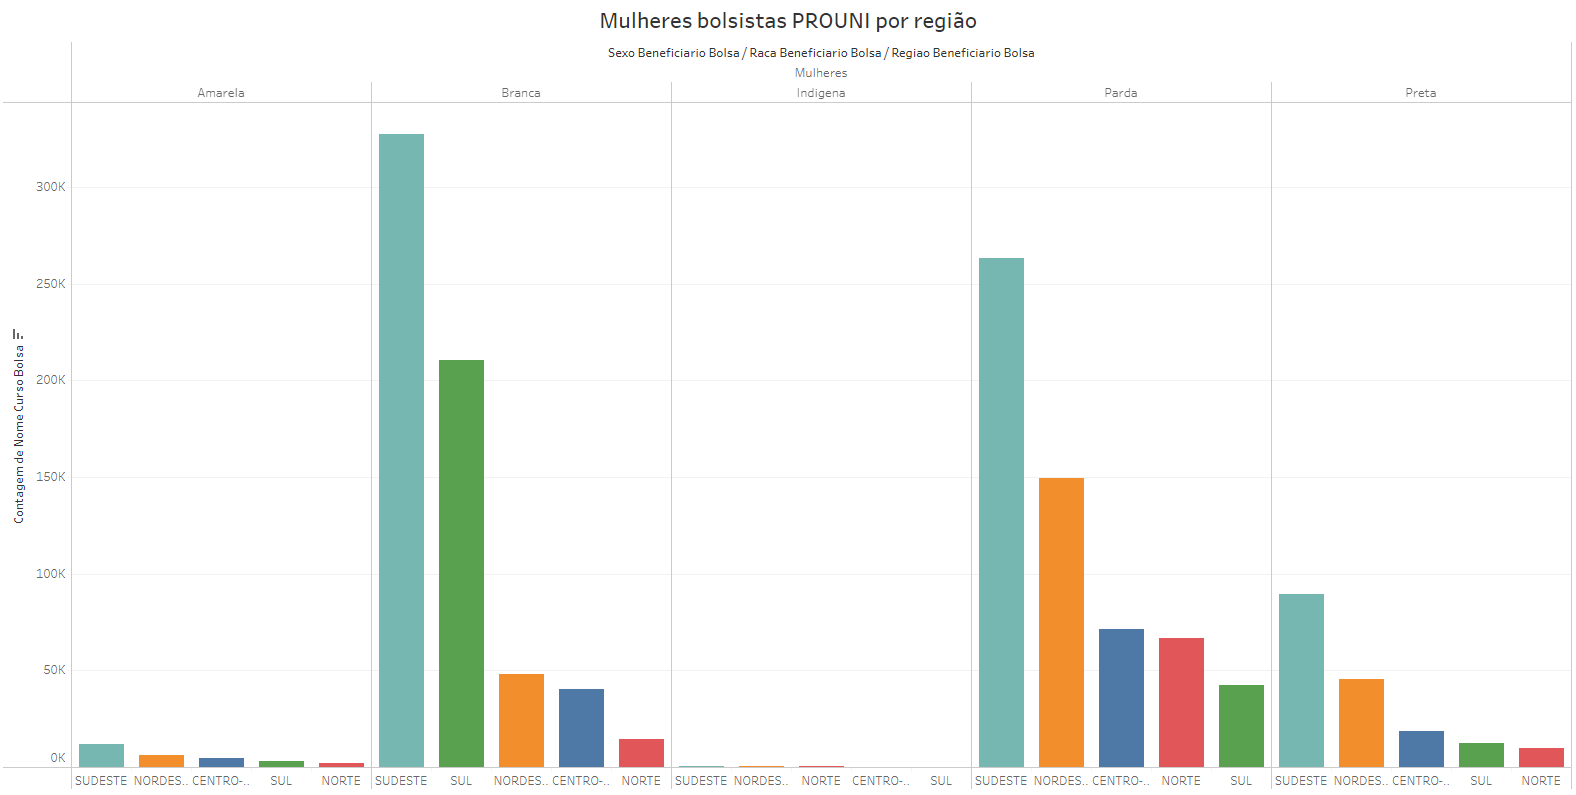 Mulheres bolsistas PROUNI por região
Sexo Beneficiario Bolsa / Raca Beneficiario Bolsa / Regiao Beneficiario Bolsa
Mulheres
Amarela Branca Indigena Parda Preta
Contagem de Nome Curso Bolsa
300K
250K
200K
150K
100K
50K
0K
SUDESTE NORDES.. CENTRO-.. SUL NORTE SUDESTE SUL NORDES.. CENTRO-.. NORTE SUDESTE NORDES.. NORTE CENTRO-.. SUL SUDESTE NORDES.. CENTRO-.. NORTE SUL SUDESTE NORDES.. CENTRO-.. SUL NORTE